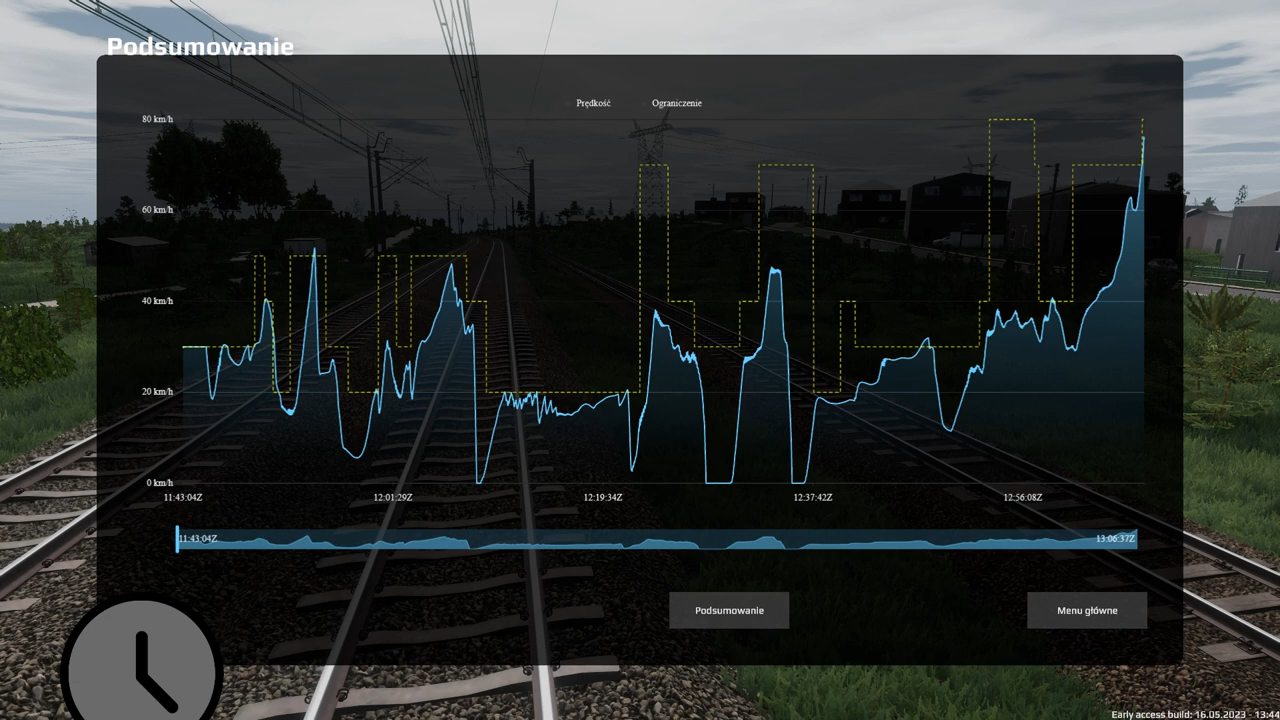 Podsumowanie
Prędkość Ograniczenie
80 km/h
60 km/h
40 km/h
20 km/h
0 km/h
11:43:04Z 12:01:29Z 12:19:34Z 12:37:42Z 12:56:08Z
11:43:04Z 13:06:37Z
Podsumowanie Menu główne
Early access build: 16.05.2023 - 13:44